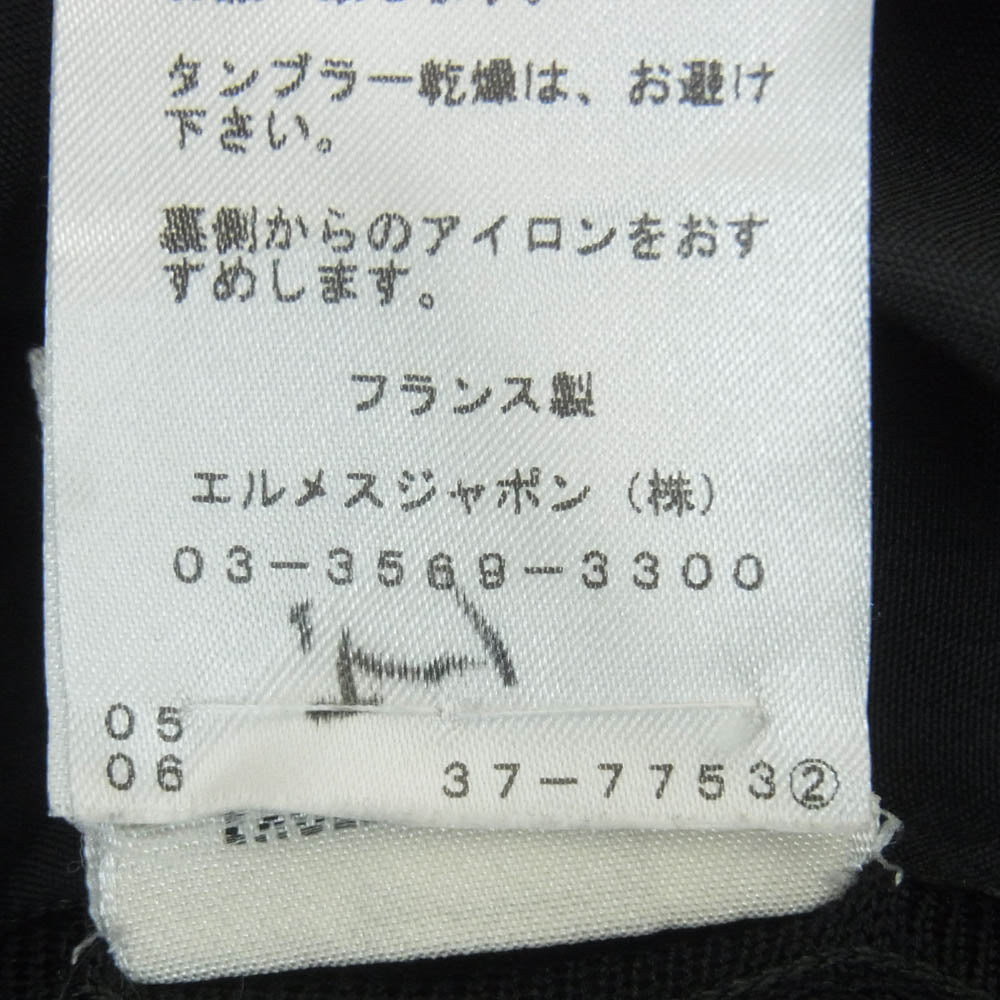 タンブラー乾燥は、お避け
下さい。
裏側からのアイロンをおす
すめします。
フランス製
エルメスジャポン（株）
03-3569-3300
05
06 37-7753②